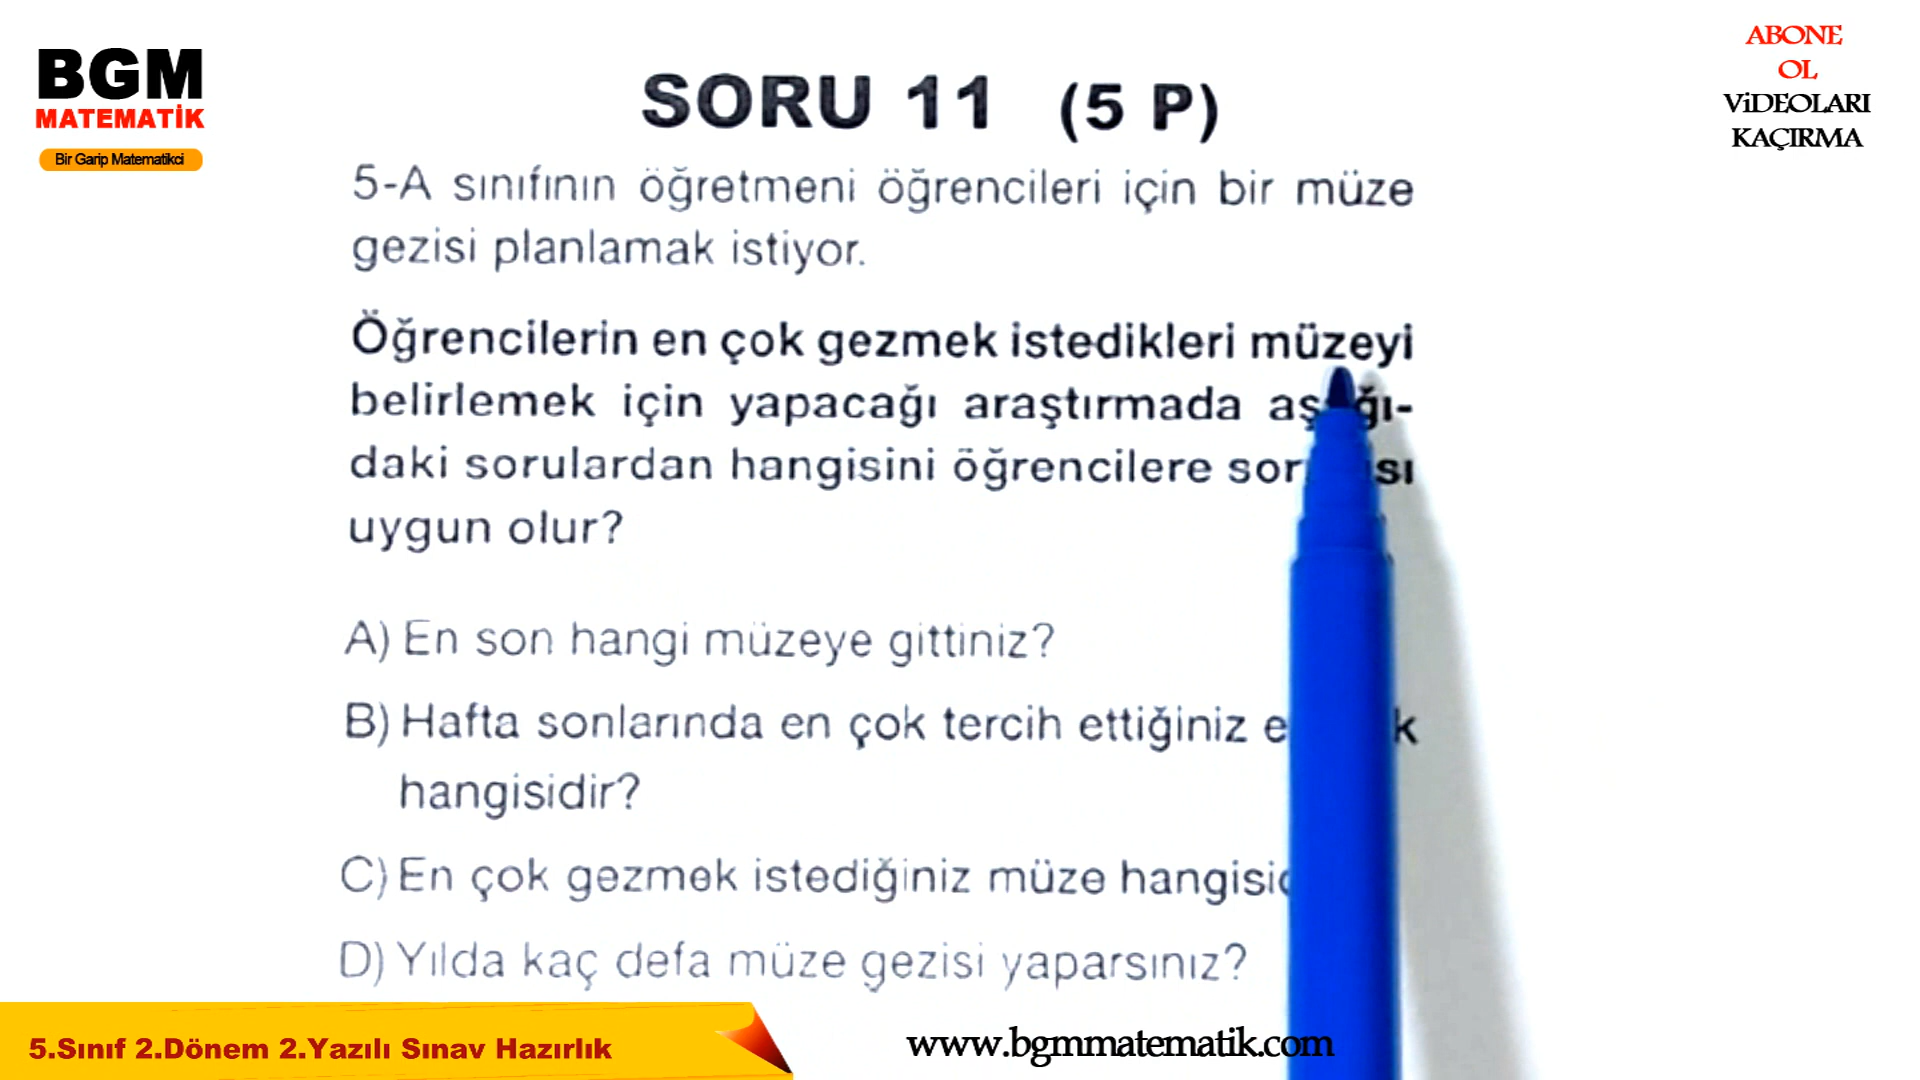 BGM
MATEMATİK
Bir Garip Matematikci
ABONE
OL
ViDEOLARI
KAÇIRMA
SORU 11 (5 P)
5-A sınıfının öğretmeni öğrencileri için bir müze
gezisi planlamak istiyor.
Öğrencilerin en çok gezmek istedikleri müzeyi
belirlemek için yapacağı araştırmada
daki sorulardan hangisini öğrencilere
uygun olur?
A) En son hangi müzeye gittiniz?
B) Hafta sonlarında en çok tercih ettiğiniz
hangisidir?
C) En çok gezmek istediğiniz müze
D) Yılda kaç defa müze gezisi yaparsınız?
5.Sınıf 2.Dönem 2.Yazılı Sınav Hazırlık
www.bgmmatematik.com